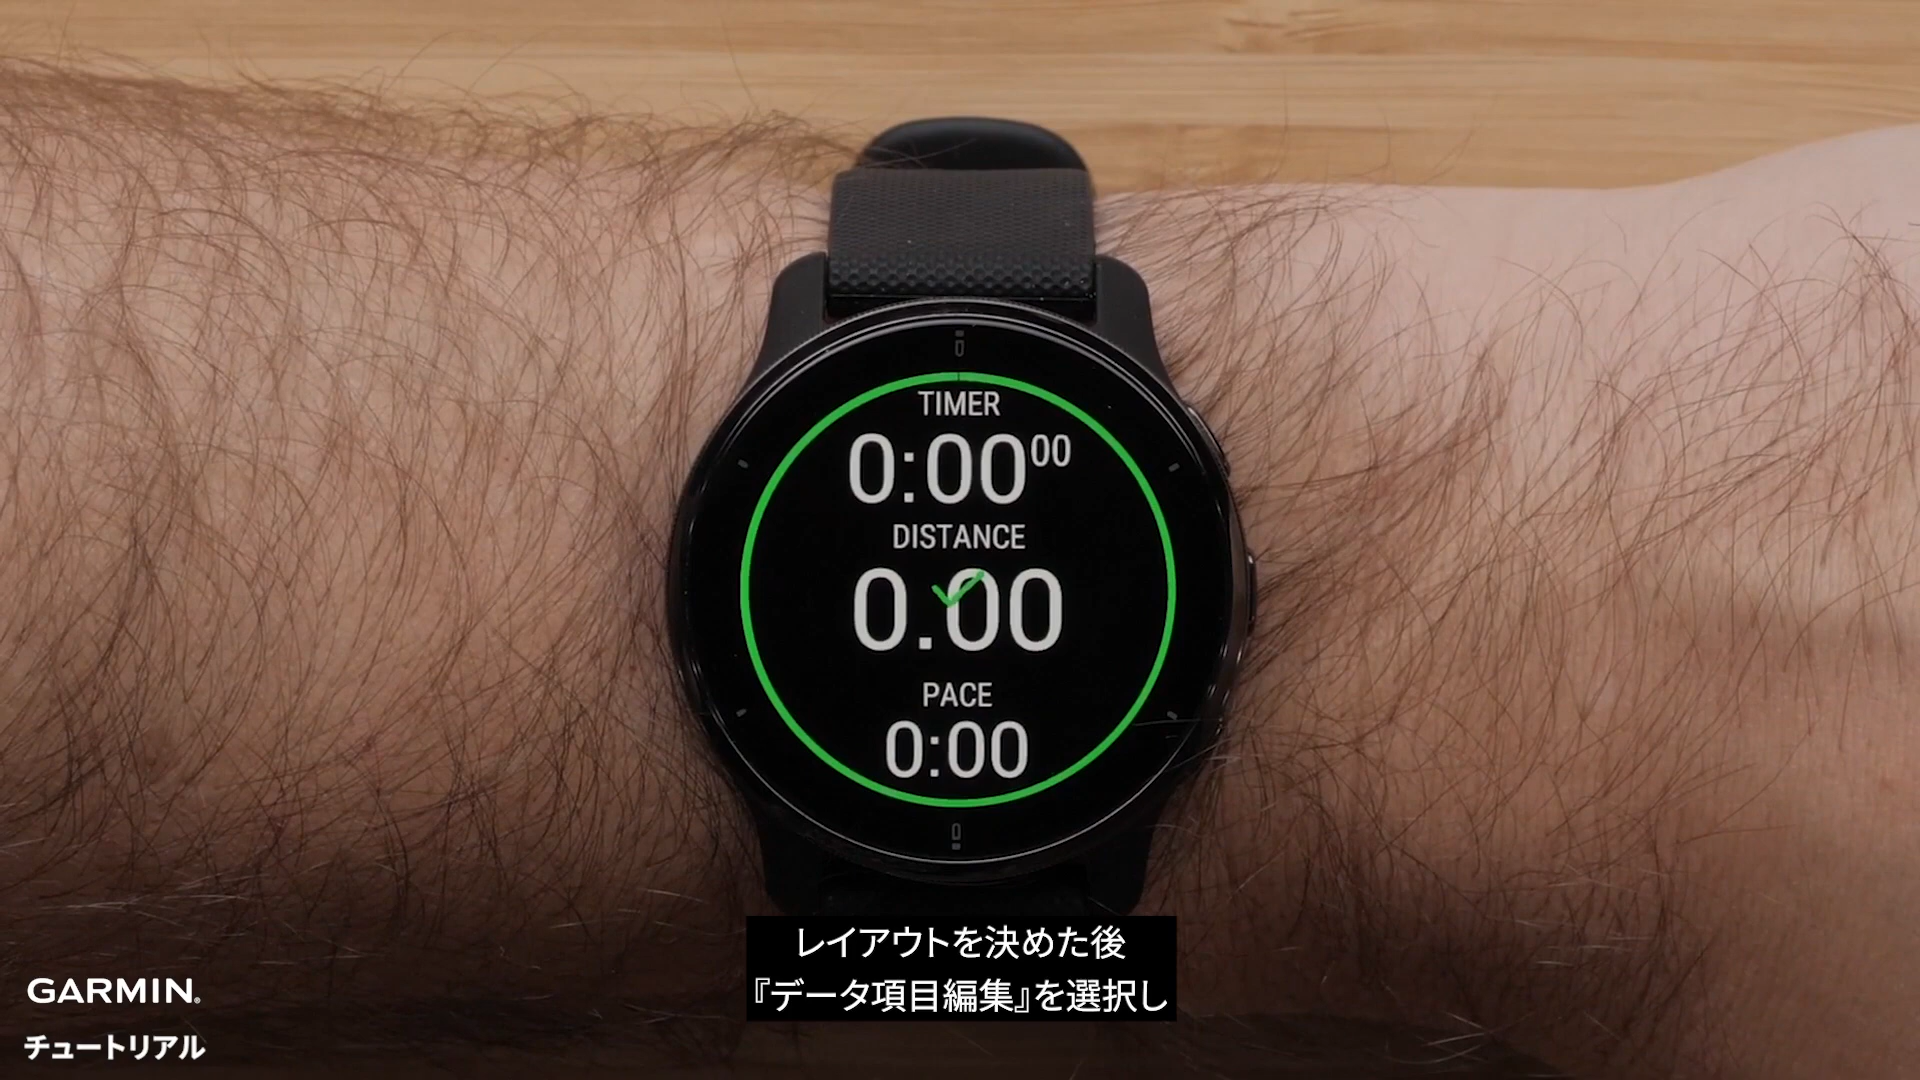 TIMER
0:00⁰⁰
DISTANCE
0.00
PACE
0:00
レイアウトを決めた後
『データ項目編集』を選択し
GARMIN®
チュートリアル